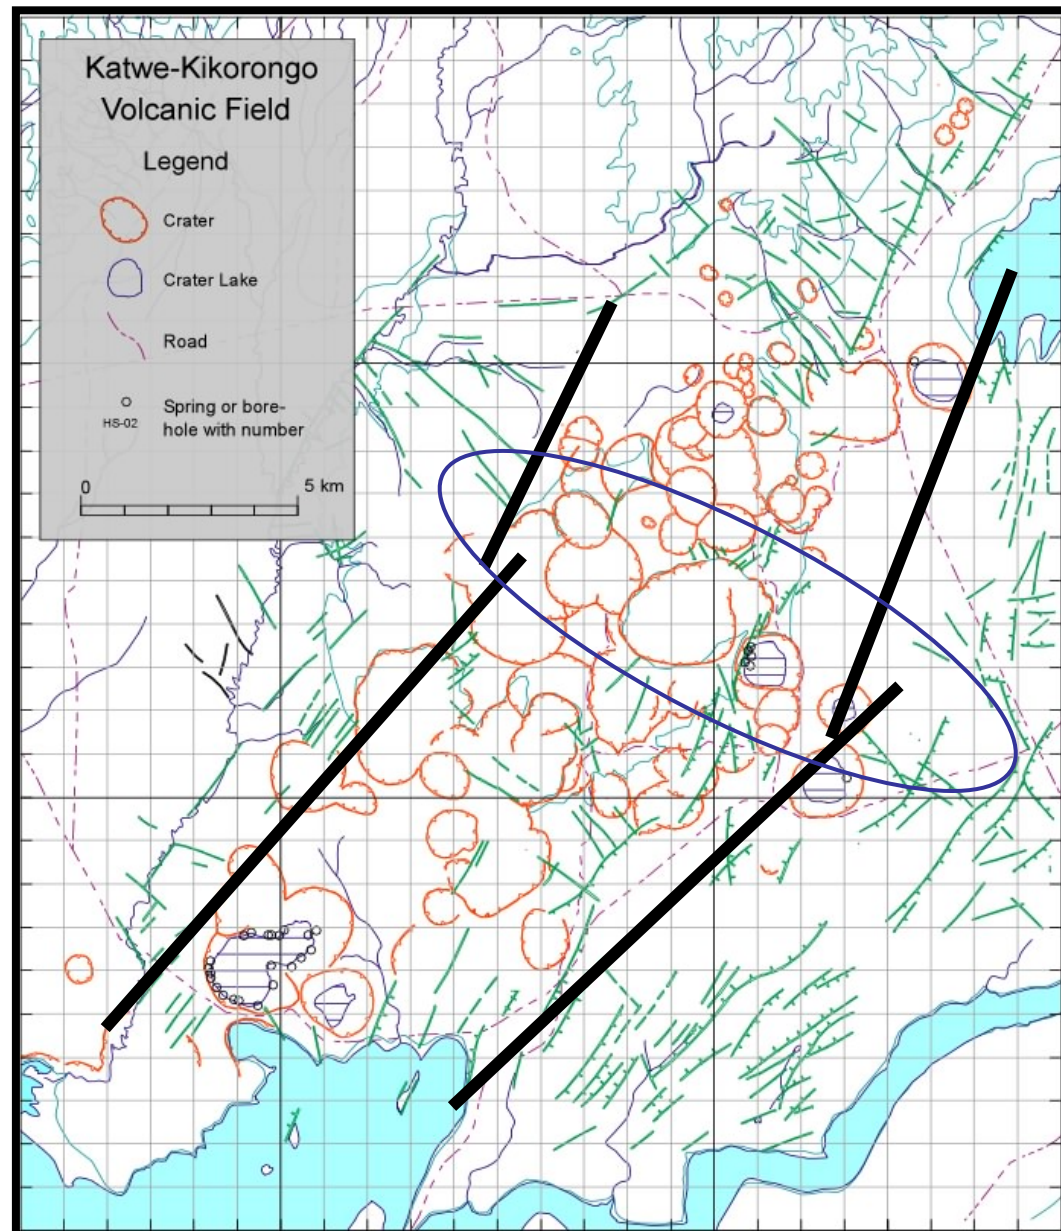 Katwe-Kikorongo
Volcanic Field
Legend
Crater
Crater Lake
Road
HS-02
Spring or bore-
hole with number
0 5 km